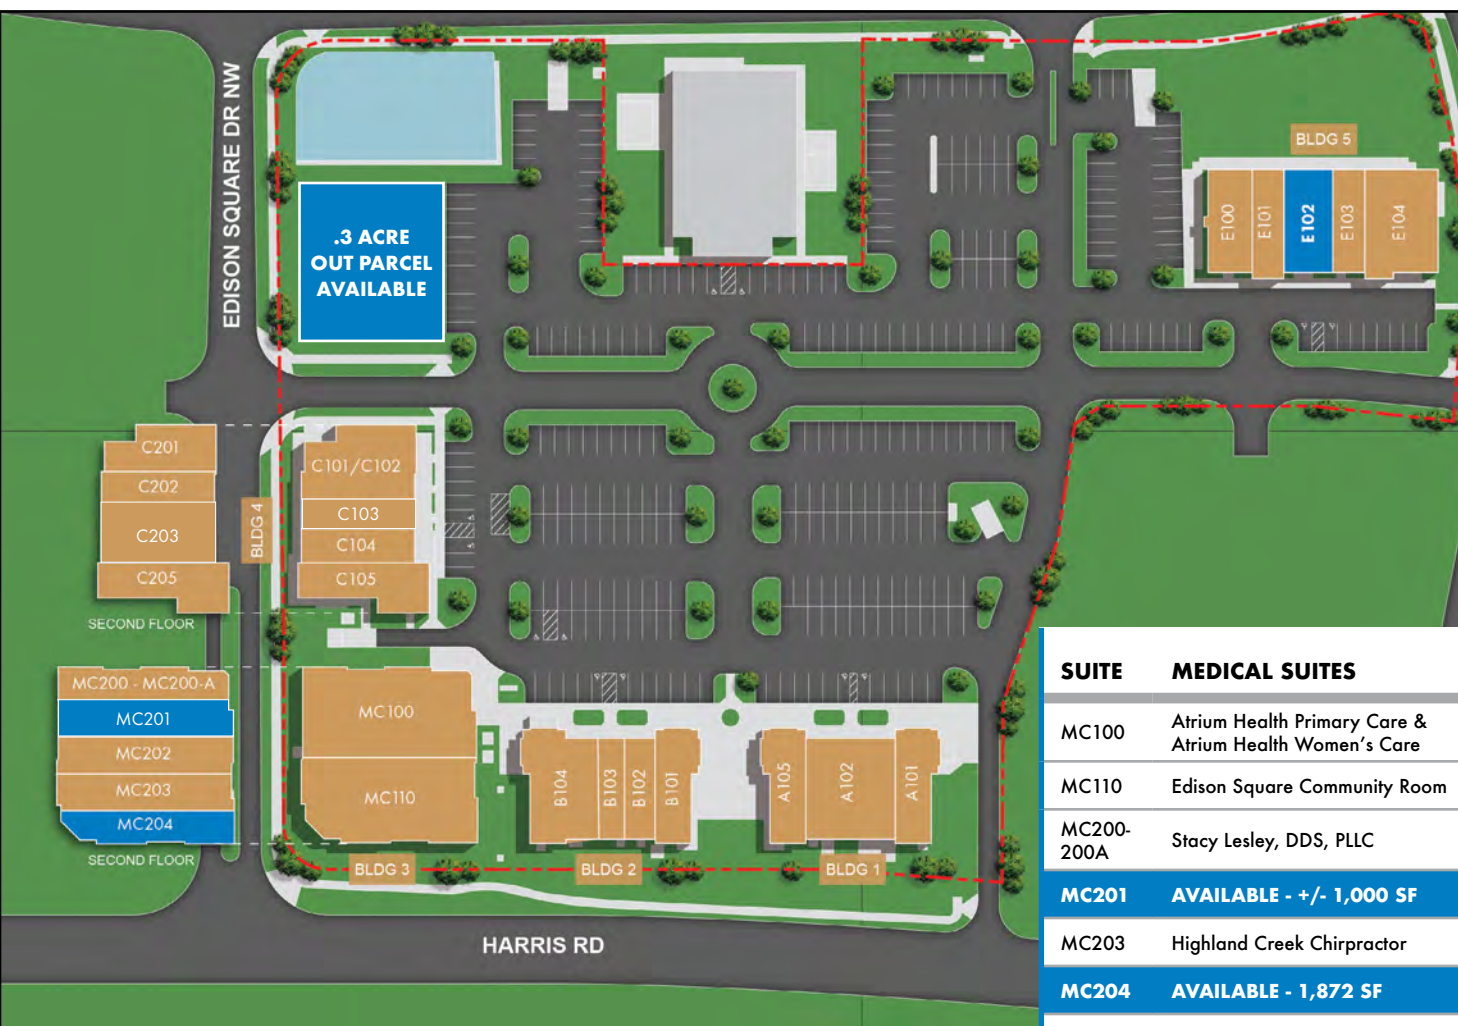 EDISON SQUARE DR NW
.3 ACRE
OUT PARCEL
AVAILABLE
BLDG 5
E100
E101
E102
E103
E104
C201
C202
C203
C205
SECOND FLOOR
BLDG 4
C101/C102
C103
C104
C105
MC200 - MC200-A
MC201
MC202
MC203
MC204
SECOND FLOOR
MC100
MC110
BLDG 3
B104
B103
B102
B101
BLDG 2
A105
A102
A101
BLDG 1
HARRIS RD
SUITE MEDICAL SUITES
MC100 Atrium Health Primary Care &
Atrium Health Women's Care
MC110 Edison Square Community Room
MC200-
200A Stacy Lesley, DDS, PLLC
MC201 AVAILABLE - +/- 1,000 SF
MC203 Highland Creek Chirpractor
MC204 AVAILABLE - 1,872 SF